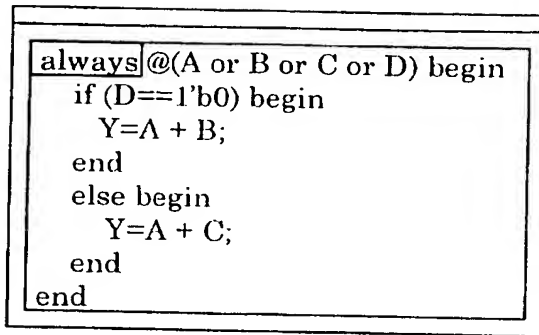 always @(A or B or C or D) begin
if (D==1'b0) begin
Y=A + B;
end
else begin
Y=A + C;
end
end